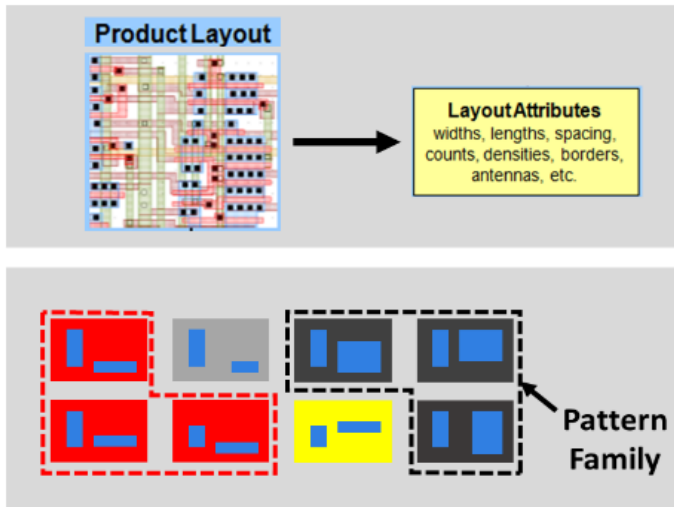 Product Layout
Layout Attributes
widths, lengths, spacing,
counts, densities, borders,
antennas, etc.
Pattern
Family